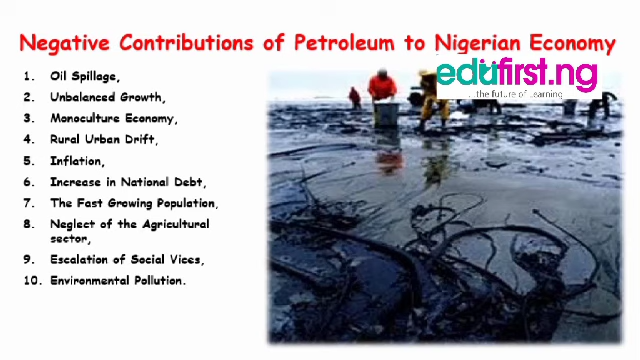 Negative Contributions of Petroleum to Nigerian Economy
edufirst.ng
...the future of Learning
1. Oil Spillage,
2. Unbalanced Growth,
3. Monoculture Economy,
4. Rural Urban Drift,
5. Inflation,
6. Increase in National Debt,
7. The Fast Growing Population,
8. Neglect of the Agricultural
sector,
9. Escalation of Social Vices,
10. Environmental Pollution.